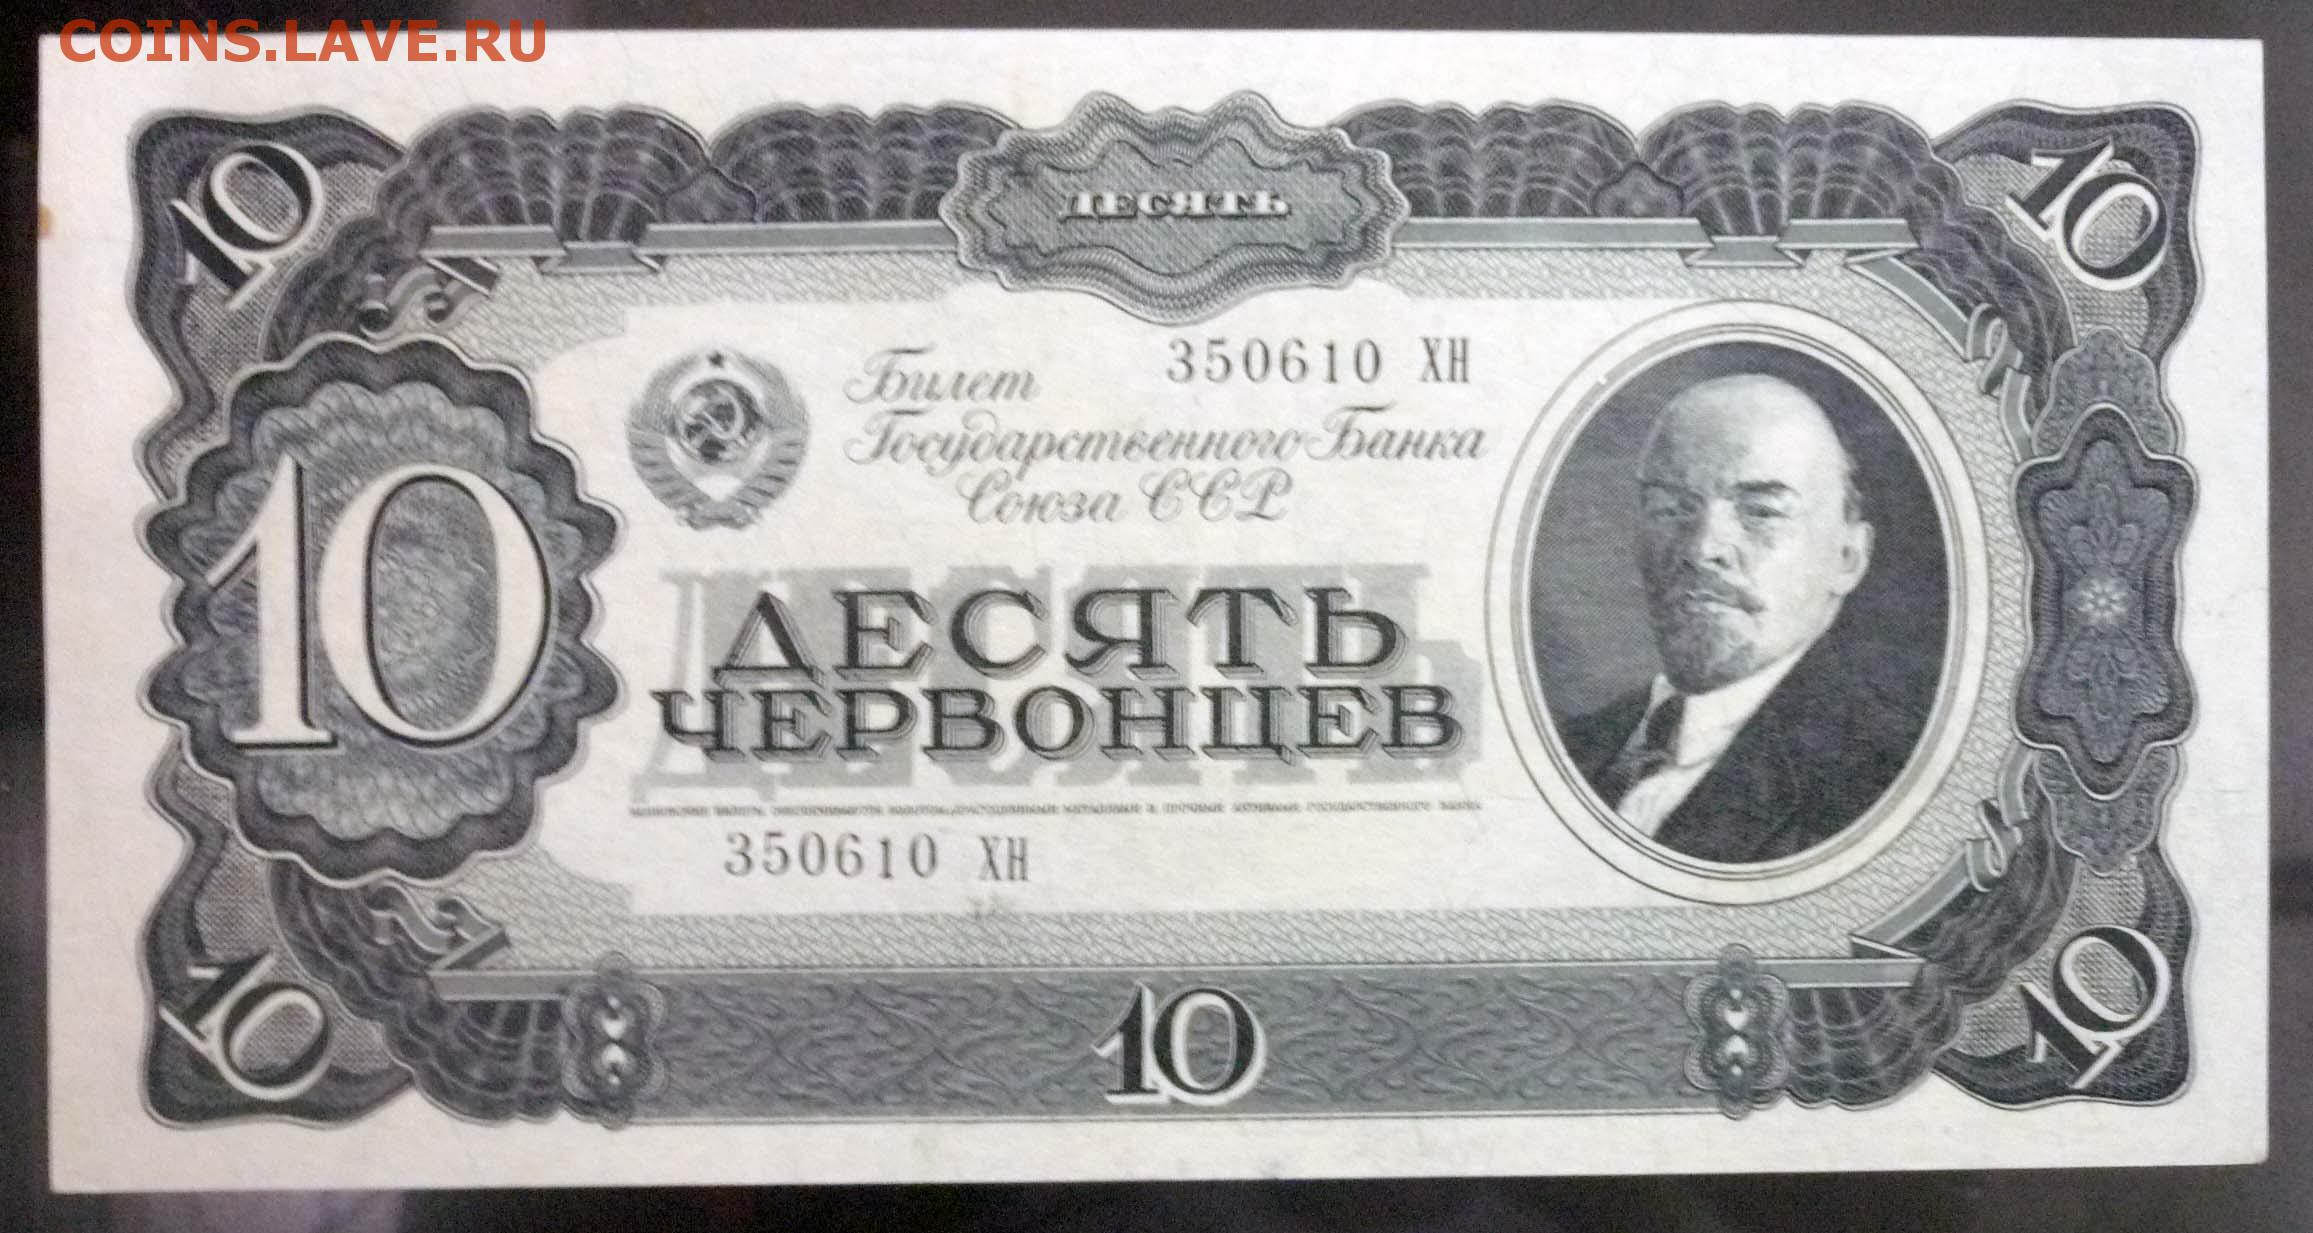 COINS.LAVE.RU
10
ДЕСЯТЬ
10
350610 ХН
Билет
Государственного Банка
Союза ССР
10
ДЕСЯТЬ
ДЕСЯТЬ
ЧЕРВОНЦЕВ
350610 ХН
10
10
10